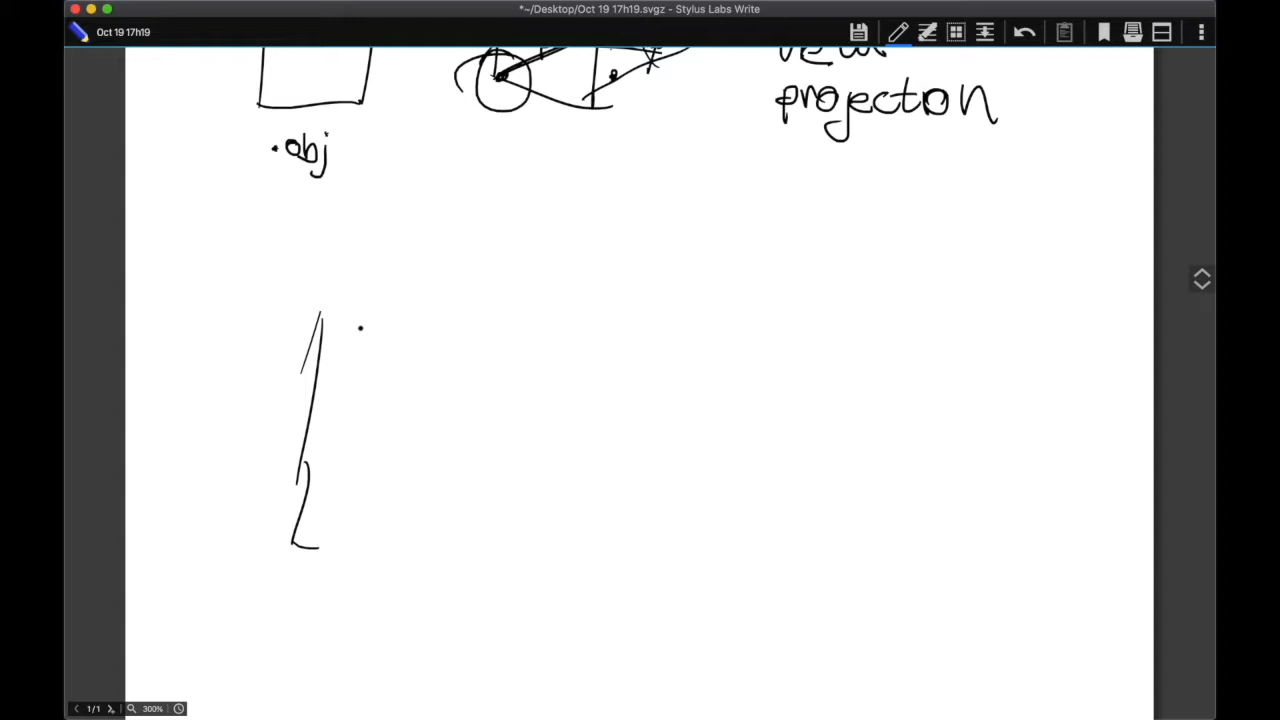 *~/Desktop/Oct 19 17h19.svgz - Stylus Labs Write
Oct 19 17h19
projection
.obj
1/1
300%